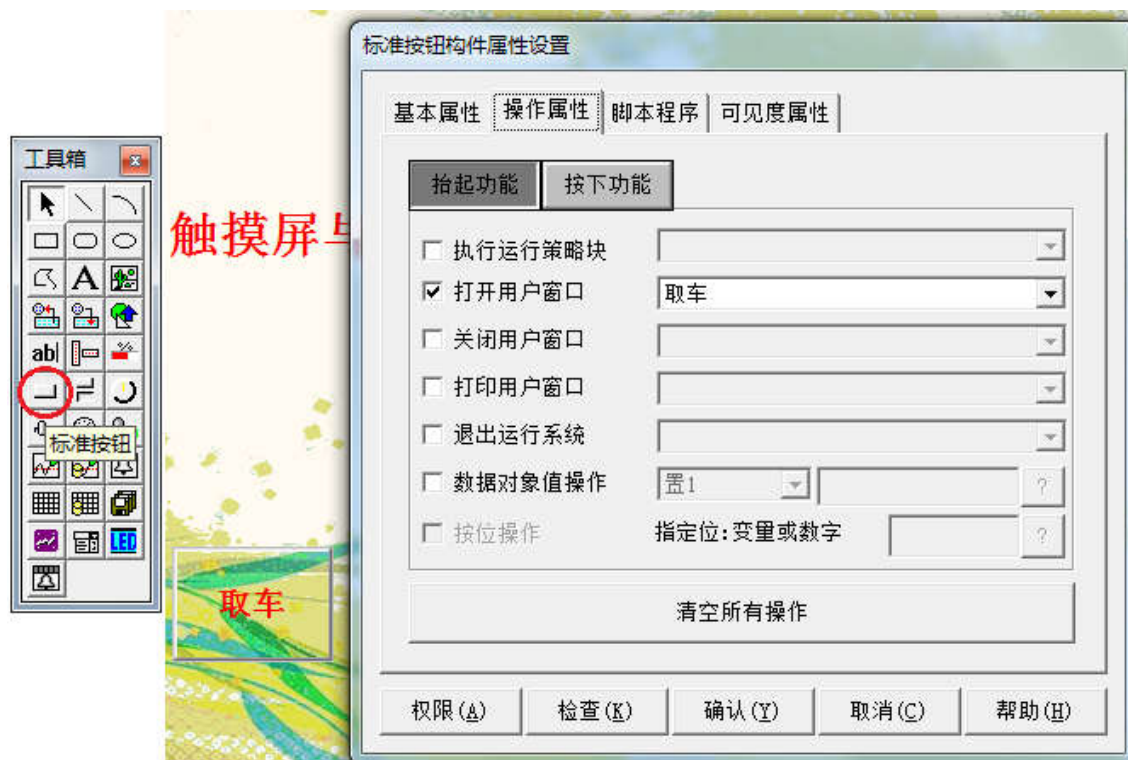 标准按钮构件属性设置
基本属性 操作属性 脚本程序 可见度属性
工具箱
抬起功能 按下功能
触摸屏
执行运行策略块
打开用户窗口 取车
关闭用户窗口
ab
打印用户窗口
标准按钮
退出运行系统
数据对象值操作 置1 ?
按位操作 指定位:变量或数字 ?
LED
取车
清空所有操作
权限(A) 检查(K) 确认(Y) 取消(C) 帮助(H)